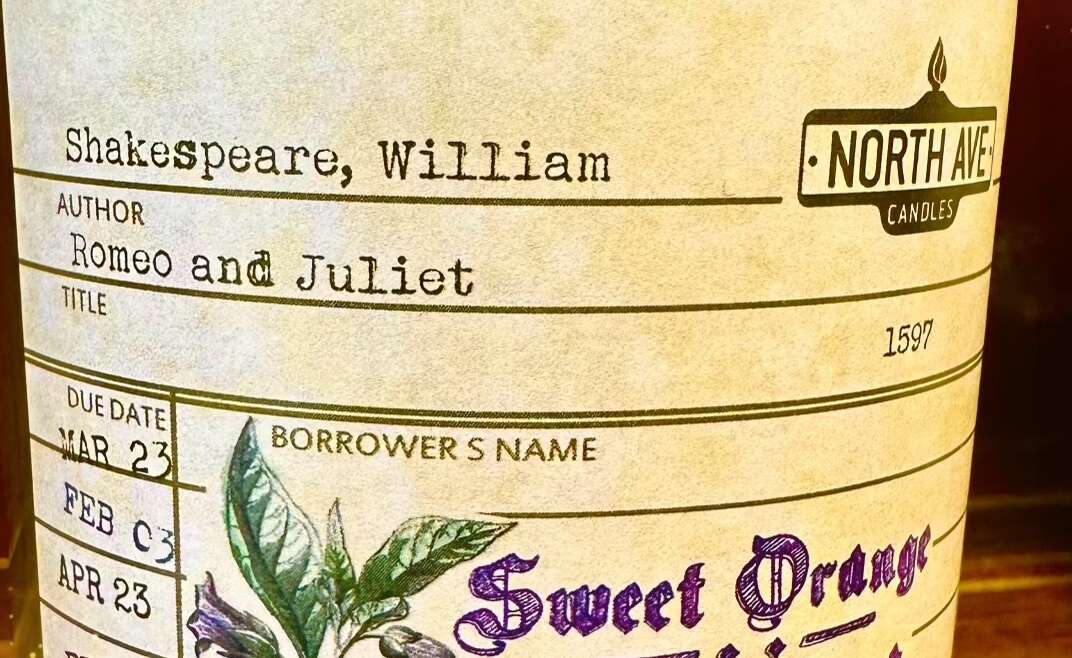 Shakespeare, William
NORTH AVE
CANDLES
AUTHOR
Romeo and Juliet
TITLE
1597
DUE DATE
BORROWER S NAME
MAR 23
FEB 03
APR 23
Sweet Orange